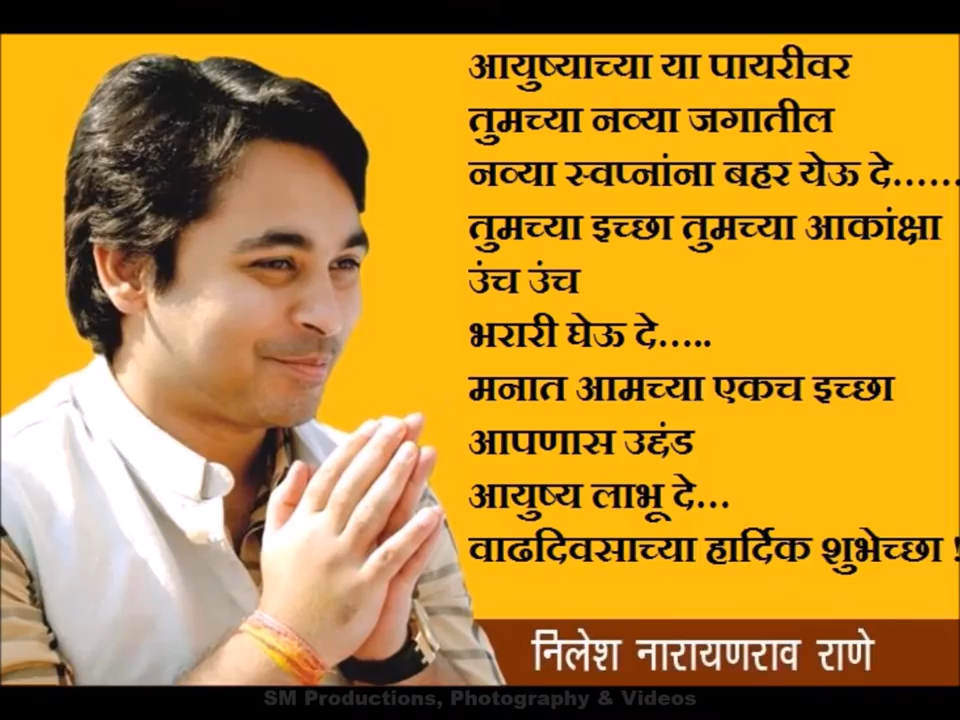 आयुष्याच्या या पायरीवर
तुमच्या नव्या जगातील
नव्या स्वप्नांना बहर येऊ दे......
तुमच्या इच्छा तुमच्या आकांक्षा
उंच उंच
भरारी घेऊ दे.....
मनात आमच्या एकच इच्छा
आपणास उद्दंड
आयुष्य लाभू दे...
वाढदिवसाच्या हार्दिक शुभेच्छा !
निलेश नारायणराव राणे
SM Productions, Photography & Videos